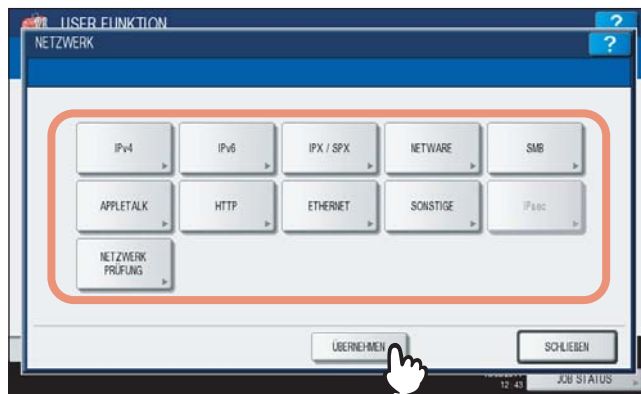 USER FUNKTION ?
NETZWERK ?
IPv4 IPv6 IPX / SPX NETWARE SMB
APPLETALK HTTP ETHERNET SONSTIGE IPsec
NETZWERK
PRÜFUNG
ÜBERNEHMEN SCHLIEßEN
12:43 JOB STATUS